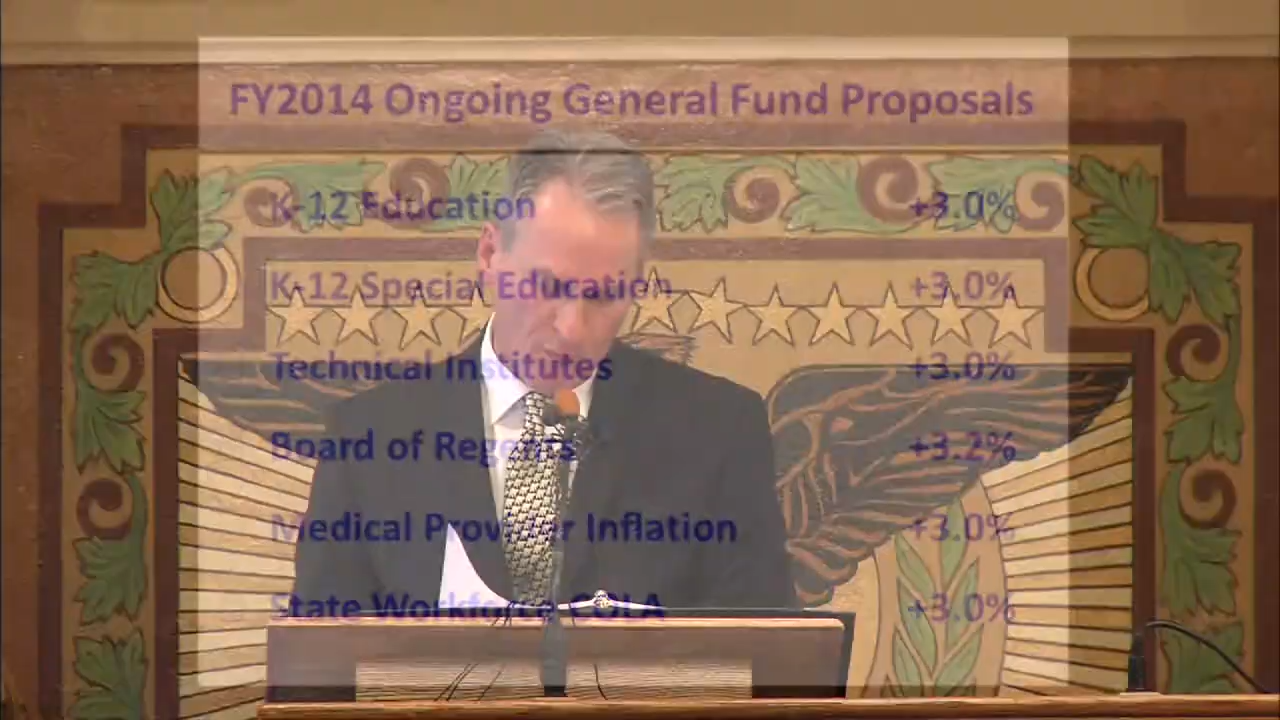 FY2014 Ongoing General Fund Proposals
K-12 Education +3.0%
K-12 Special Education +3.0%
Technical Institutes +3.0%
Board of Regents +3.2%
Medical Provider Inflation +3.0%
State Workforce COLA +3.0%